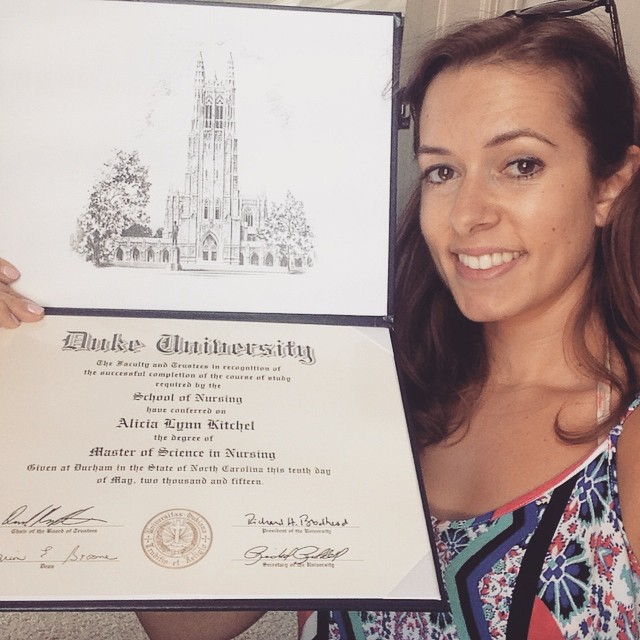 Duke University
The Faculty and Trustees in recognition of
the successful completion of the course of study
required by the
School of Nursing
have conferred on
Alicia Lynn Kitchel
the degree of
Master of Science in Nursing
Given at Durham in the State of North Carolina this tenth day
of May, two thousand and fifteen.
Chair of the Board of Trustees
Richard H. Brodhead
President of the University
E Broome
Dean
Secretary of the University